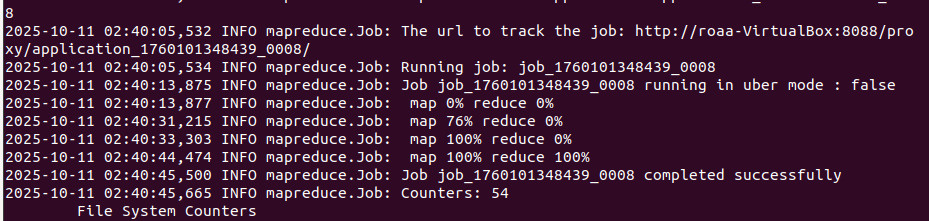 8
2025-10-11 02:40:05,532 INFO mapreduce.Job: The url to track the job: http://roaa-VirtualBox:8088/pro
xy/application_1760101348439_0008/
2025-10-11 02:40:05,534 INFO mapreduce.Job: Running job: job_1760101348439_0008
2025-10-11 02:40:13,875 INFO mapreduce.Job: Job job_1760101348439_0008 running in uber mode : false
2025-10-11 02:40:13,877 INFO mapreduce.Job:  map 0% reduce 0%
2025-10-11 02:40:31,215 INFO mapreduce.Job:  map 76% reduce 0%
2025-10-11 02:40:33,303 INFO mapreduce.Job:  map 100% reduce 0%
2025-10-11 02:40:44,474 INFO mapreduce.Job:  map 100% reduce 100%
2025-10-11 02:40:45,500 INFO mapreduce.Job: Job job_1760101348439_0008 completed successfully
2025-10-11 02:40:45,665 INFO mapreduce.Job: Counters: 54
        File System Counters